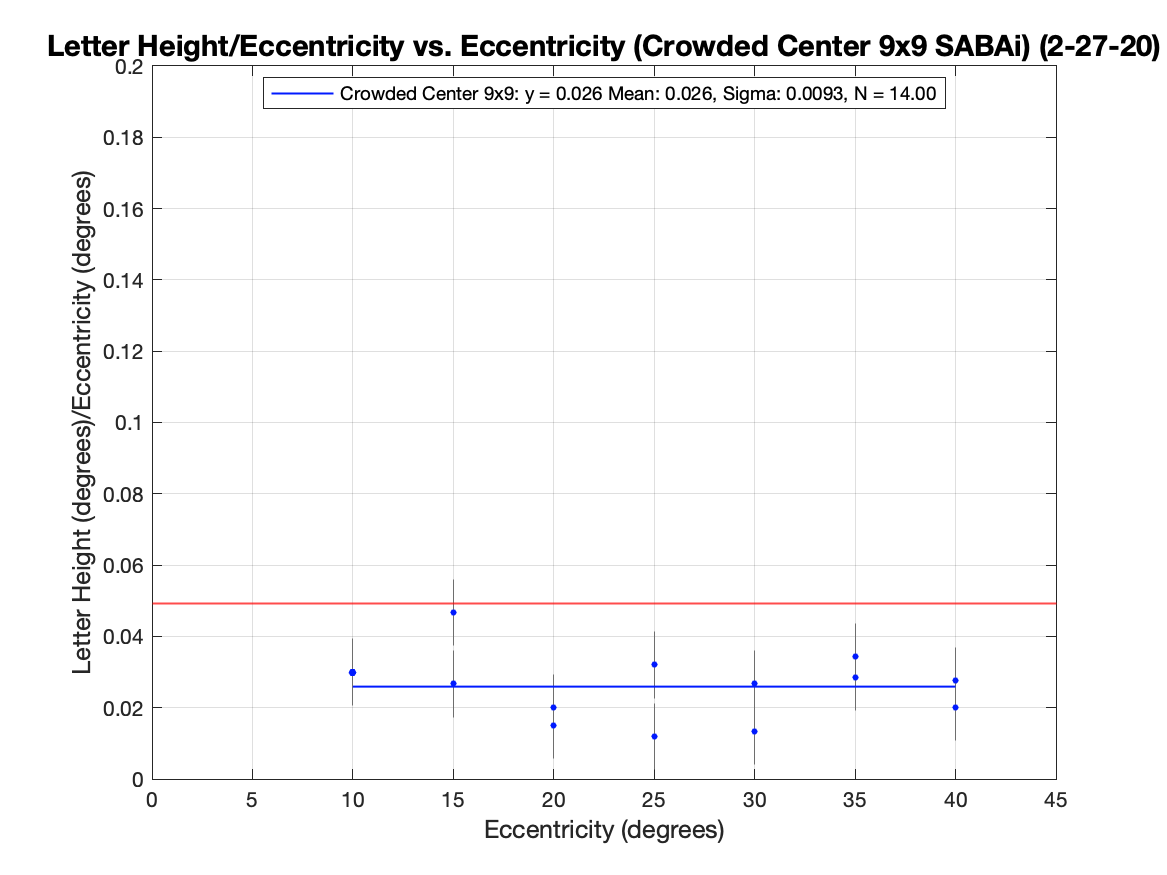 Letter Height/Eccentricity vs. Eccentricity (Crowded Center 9x9 SABAi) (2-27-20)
Crowded Center 9x9: y = 0.026 Mean: 0.026, Sigma: 0.0093, N = 14.00
Letter Height (degrees)/Eccentricity (degrees)
0.2
0.18
0.16
0.14
0.12
0.1
0.08
0.06
0.04
0.02
0
0 5 10 15 20 25 30 35 40 45
Eccentricity (degrees)